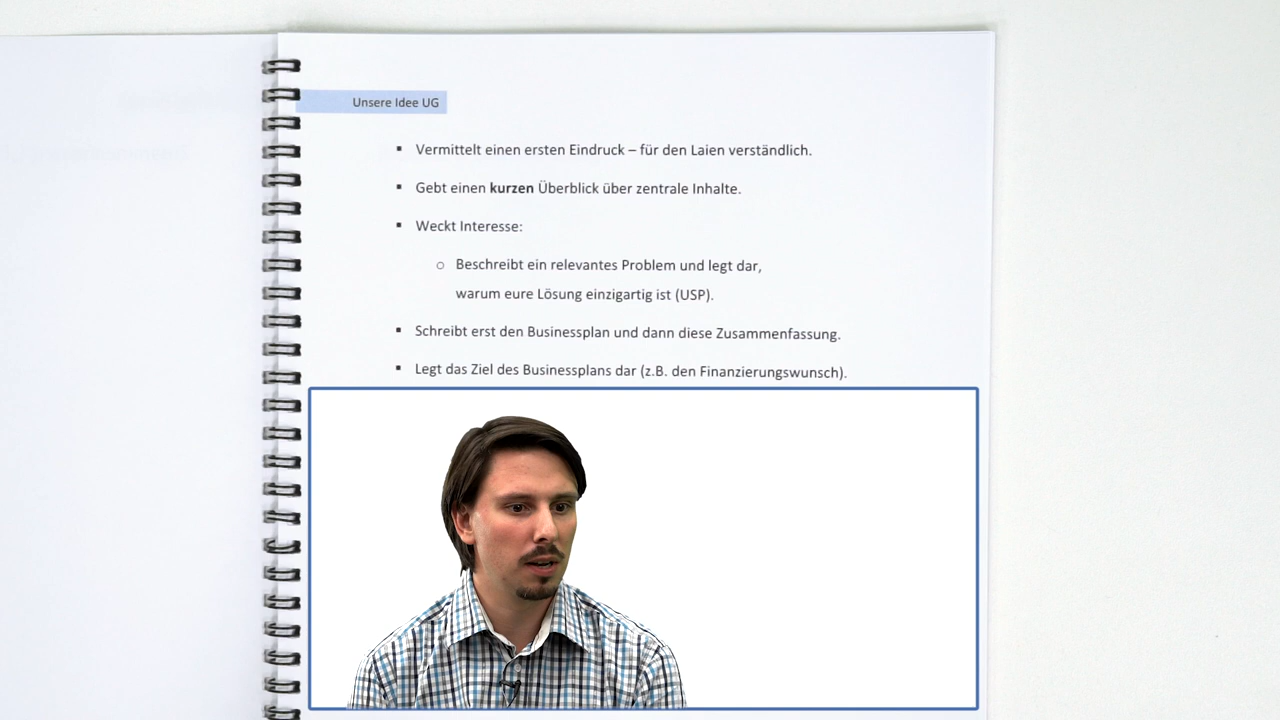 Unsere Idee UG
▪ Vermittelt einen ersten Eindruck – für den Laien verständlich.
▪ Gebt einen kurzen Überblick über zentrale Inhalte.
▪ Weckt Interesse:
○ Beschreibt ein relevantes Problem und legt dar,
warum eure Lösung einzigartig ist (USP).
▪ Schreibt erst den Businessplan und dann diese Zusammenfassung.
▪ Legt das Ziel des Businessplans dar (z.B. den Finanzierungswunsch).